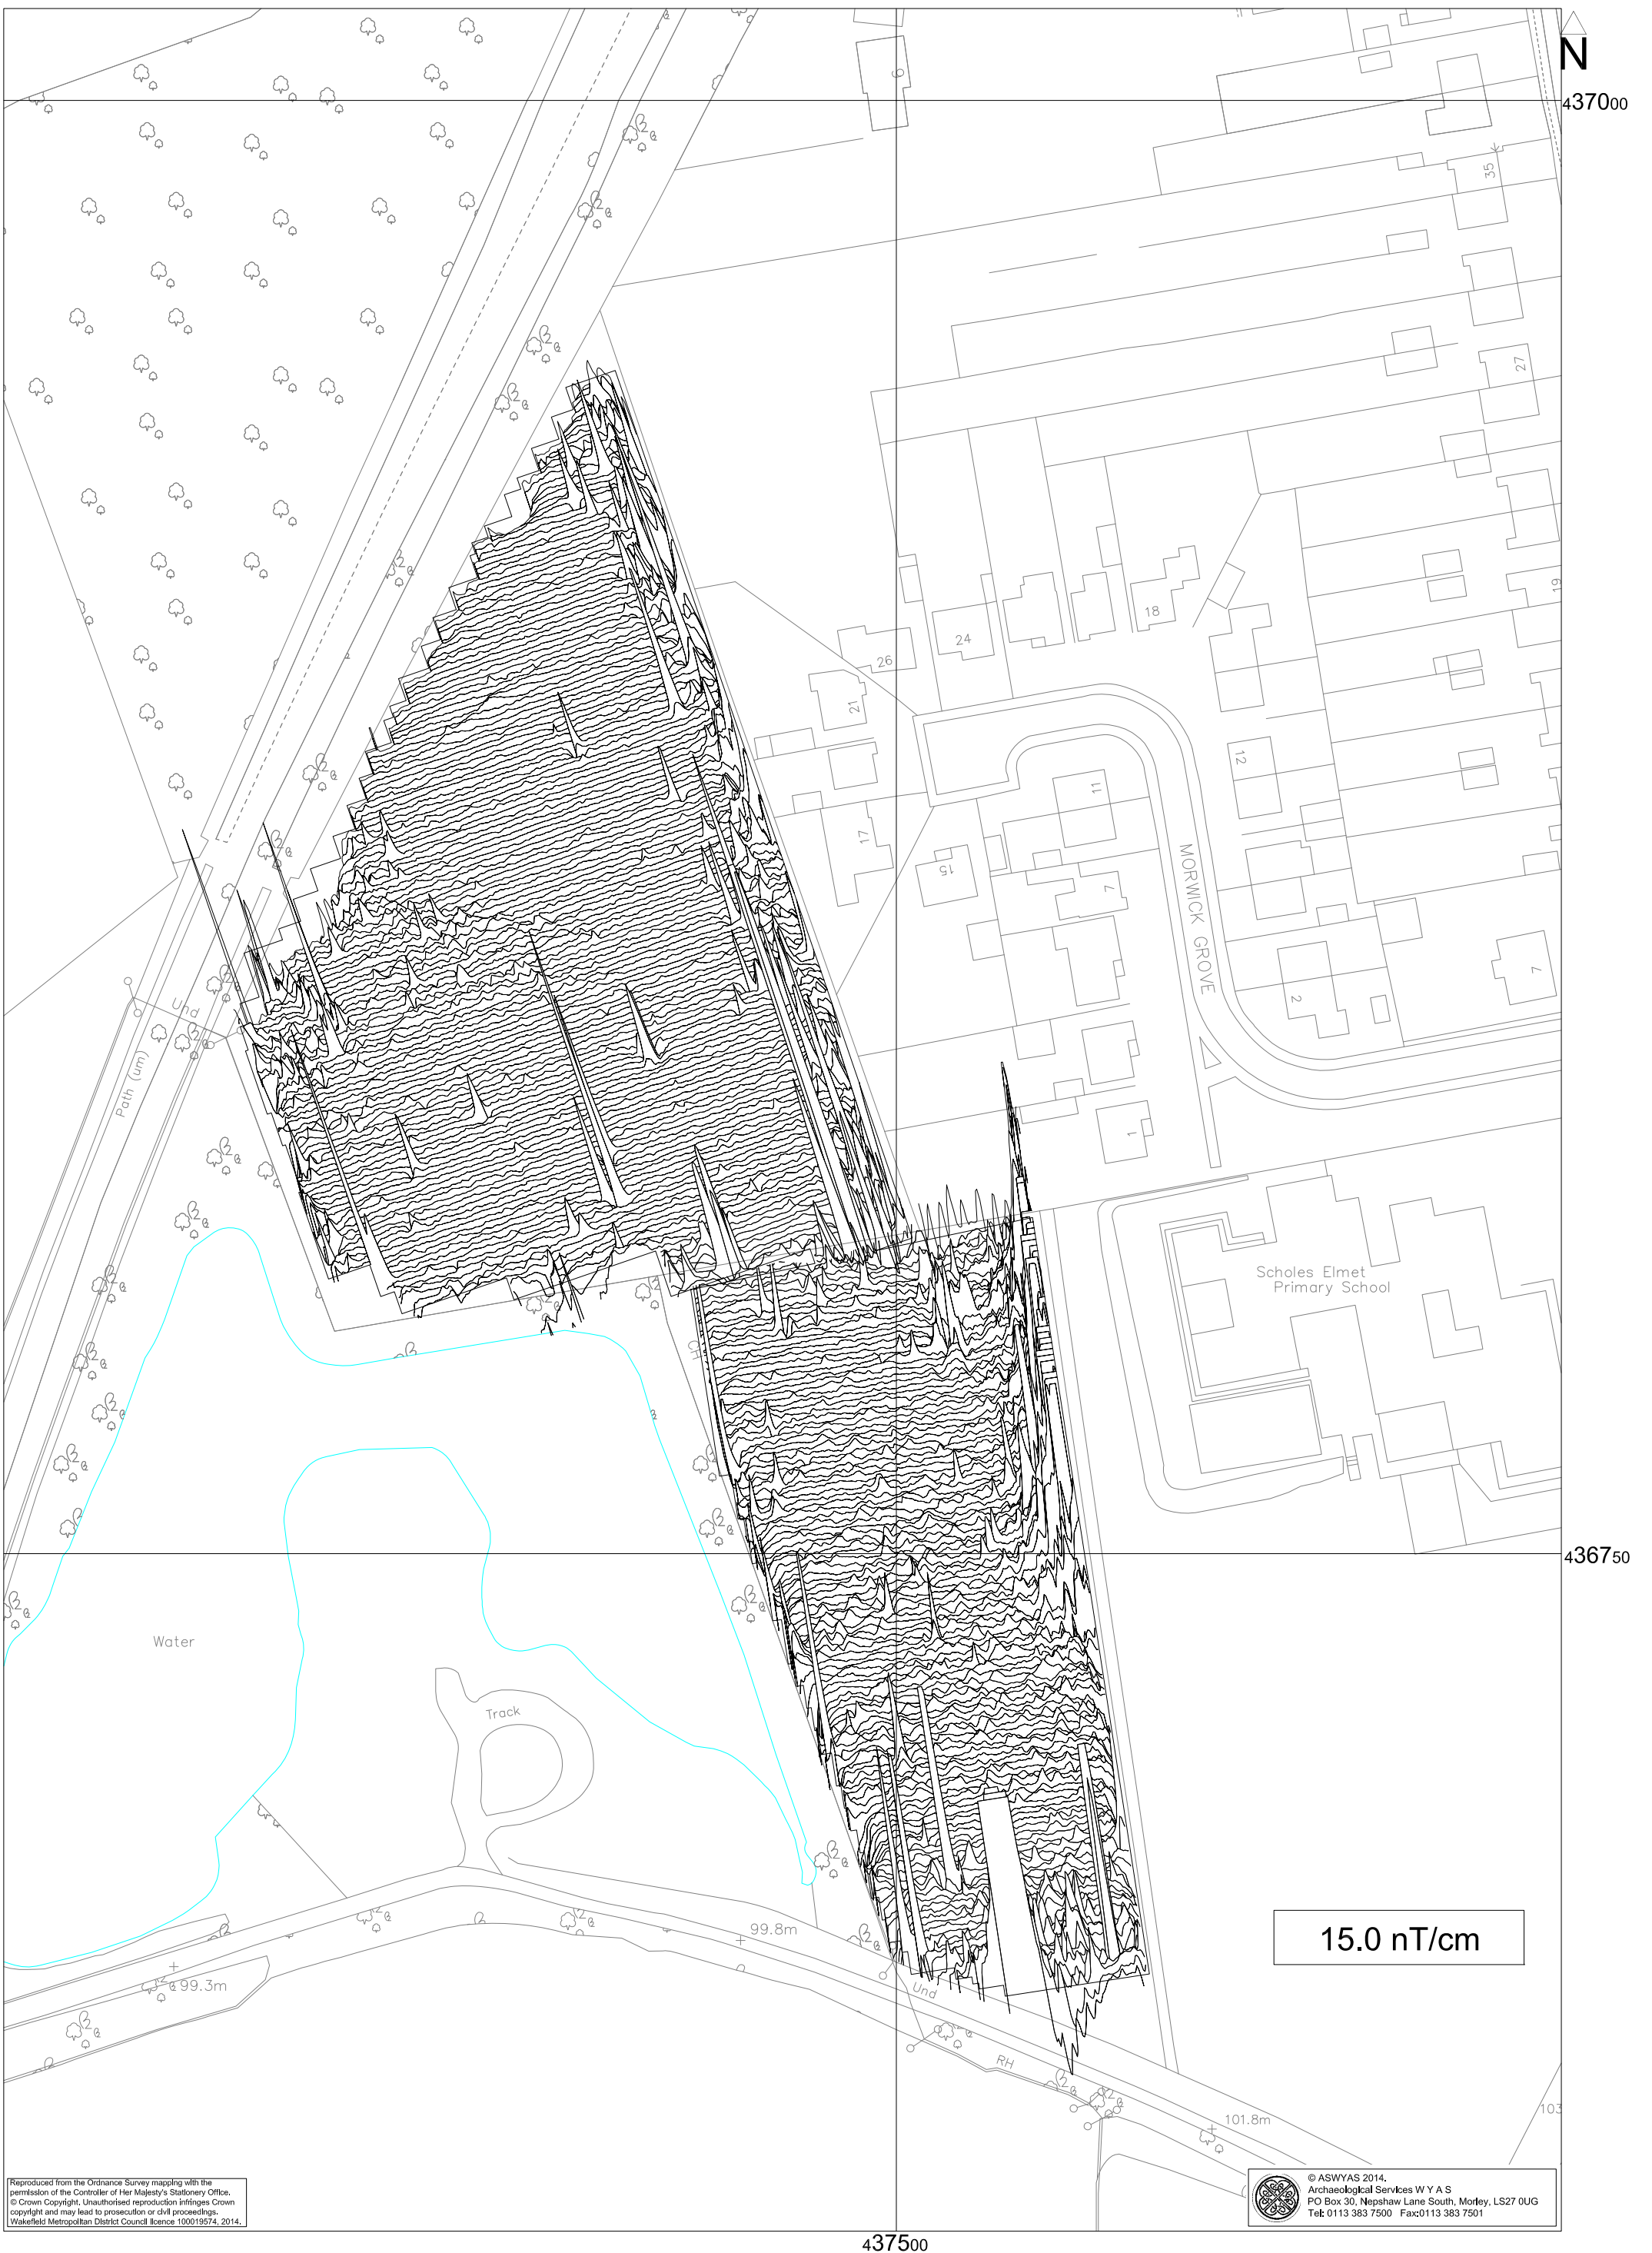 N
437000
6
35
27
19
18
24
26
21
12
11
17
15
7
MORWICK GROVE
2
7
Und
Path (um)
1
Scholes Elmet
Primary School
OH
436750
Water
Track
99.8m
15.0 nT/cm
99.3m
Und
RH
101.8m
103
Reproduced from the Ordnance Survey mapping with the
permission of the Controller of Her Majesty's Stationery Office.
© Crown Copyright. Unauthorised reproduction infringes Crown
copyright and may lead to prosecution or civil proceedings.
Wakefield Metropolitan District Council licence 100019574, 2014.
© ASWYAS 2014.
Archaeological Services W Y A S
PO Box 30, Nepshaw Lane South, Morley, LS27 0UG
Tel: 0113 383 7500 Fax:0113 383 7501
437500